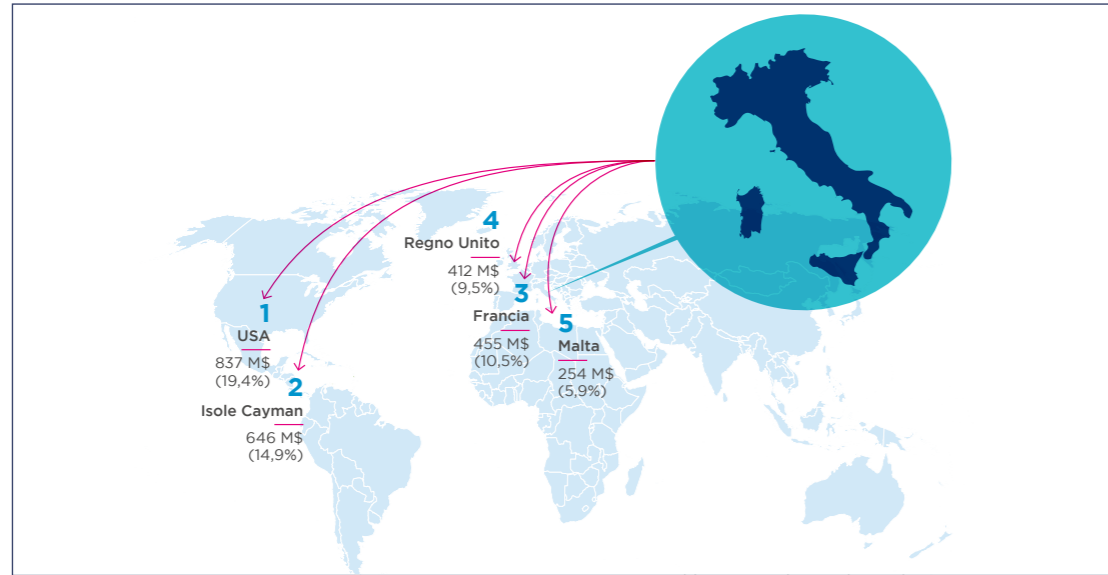 1
USA
837 M$
(19,4%)
2
Isole Cayman
646 M$
(14,9%)
3
Francia
455 M$
(10,5%)
4
Regno Unito
412 M$
(9,5%)
5
Malta
254 M$
(5,9%)